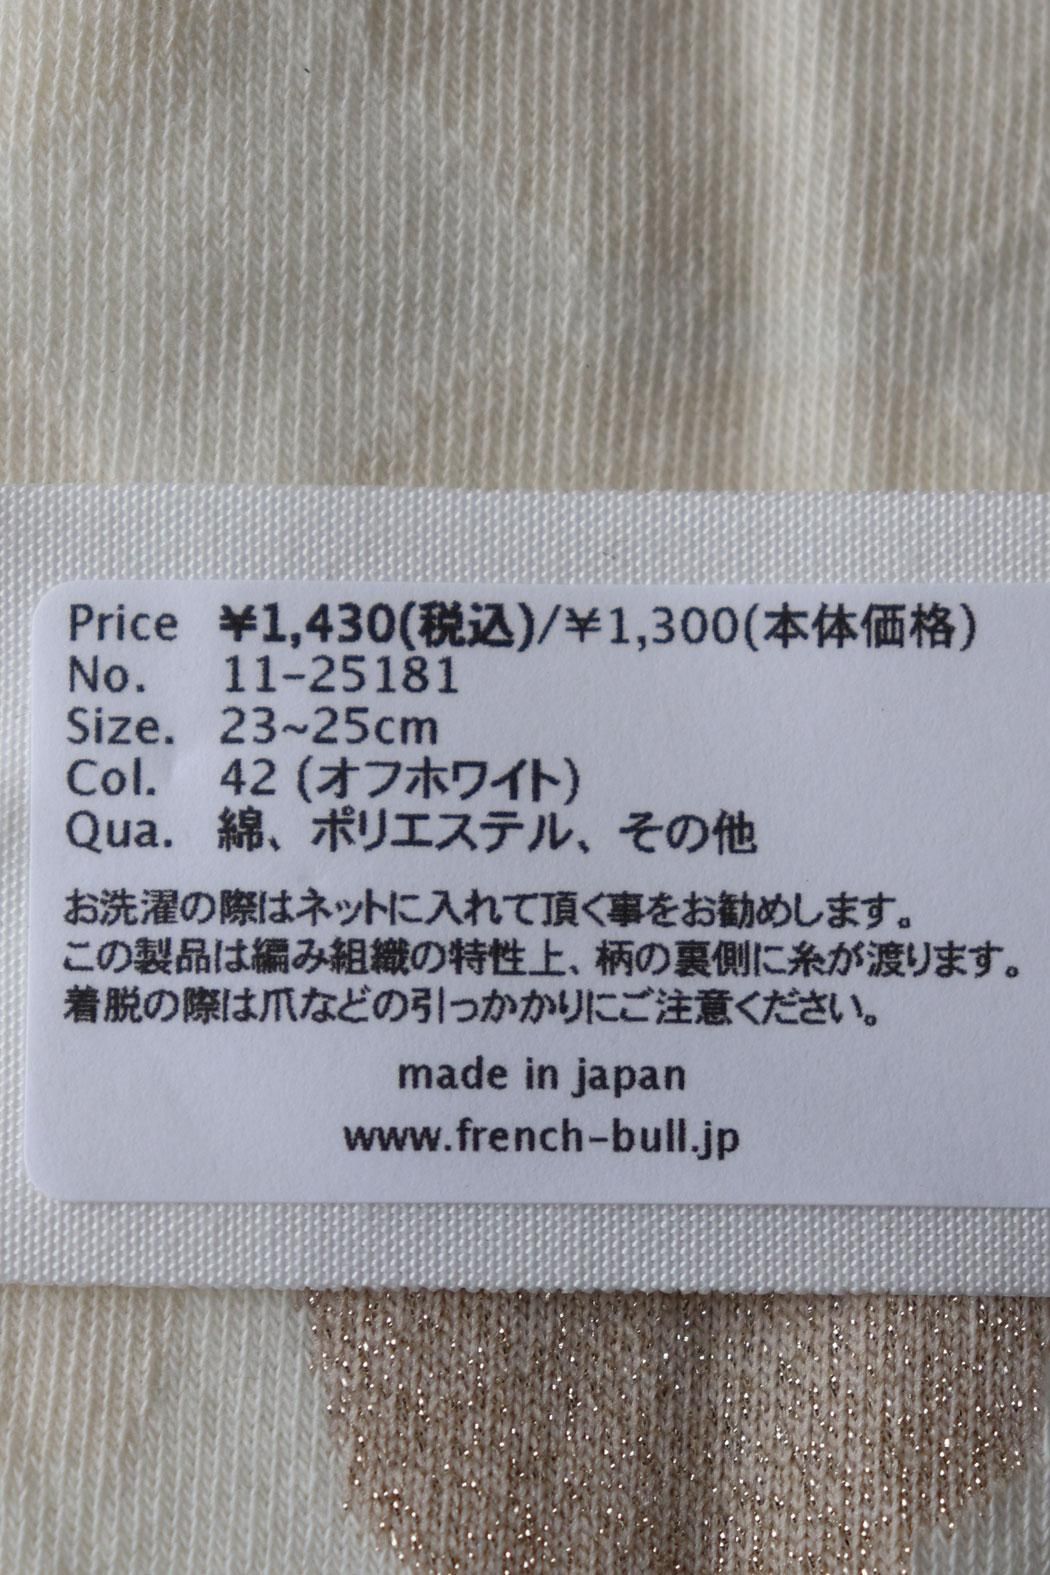 Price ¥1,430(税込)/¥1,300(本体価格)
No. 11-25181
Size. 23~25cm
Col. 42 (オフホワイト)
Qua. 綿、ポリエステル、その他
お洗濯の際はネットに入れて頂く事をお勧めします。
この製品は編み組織の特性上、柄の裏側に糸が渡ります。
着脱の際は爪などの引っかかりにご注意ください。
made in japan
www.french-bull.jp